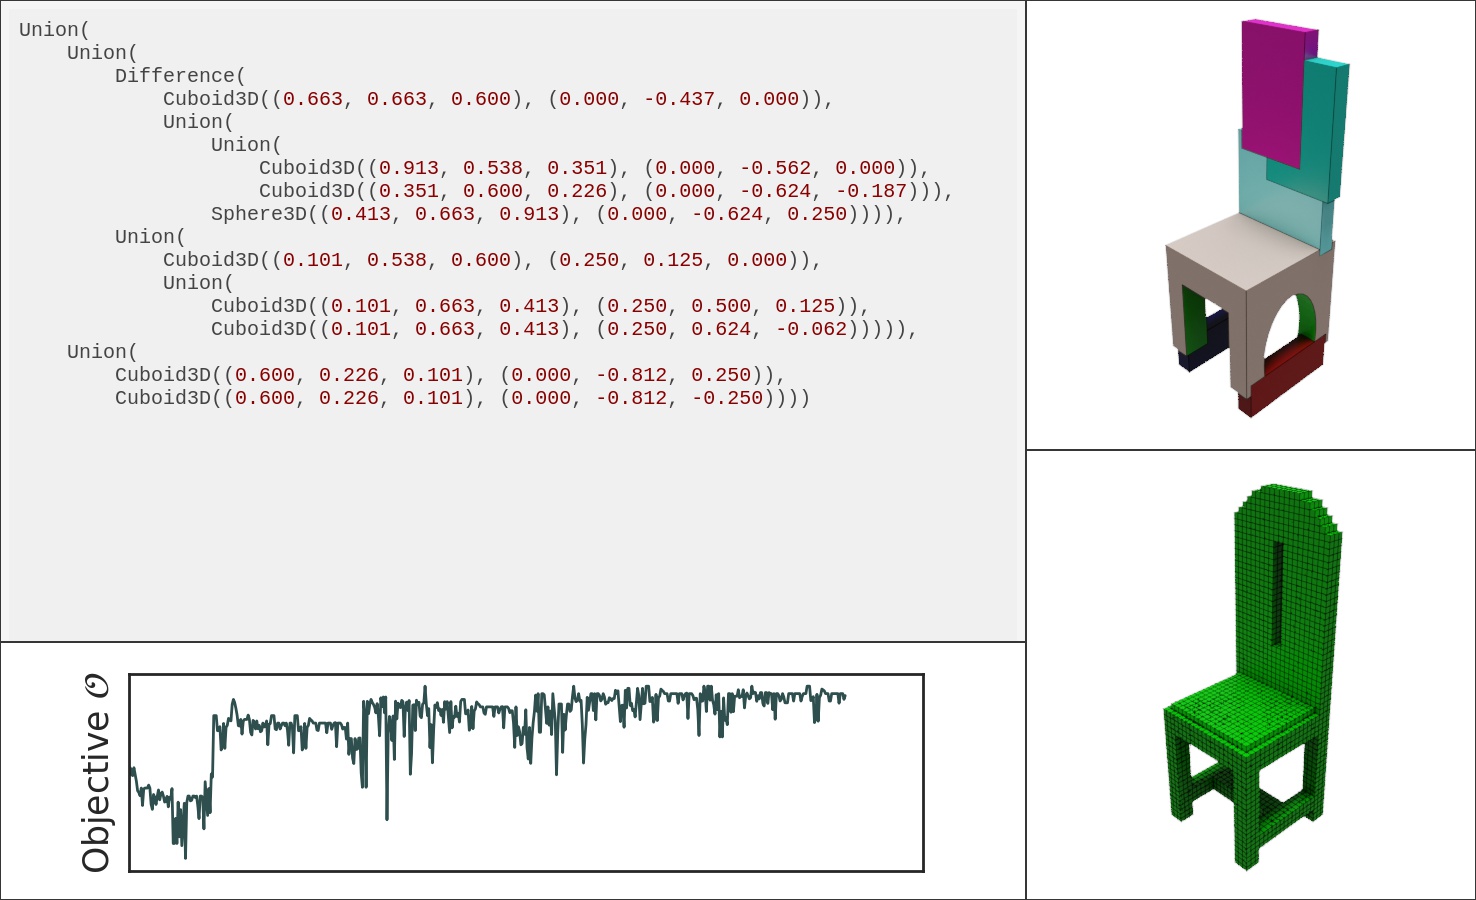 Union(
    Union(
        Difference(
            Cuboid3D((0.663, 0.663, 0.600), (0.000, -0.437, 0.000)),
            Union(
                Union(
                    Cuboid3D((0.913, 0.538, 0.351), (0.000, -0.562, 0.000)),
                    Cuboid3D((0.351, 0.600, 0.226), (0.000, -0.624, -0.187))),
                Sphere3D((0.413, 0.663, 0.913), (0.000, -0.624, 0.250)))),
        Union(
            Cuboid3D((0.101, 0.538, 0.600), (0.250, 0.125, 0.000)),
            Union(
                Cuboid3D((0.101, 0.663, 0.413), (0.250, 0.500, 0.125)),
                Cuboid3D((0.101, 0.663, 0.413), (0.250, 0.624, -0.062))))),
    Union(
        Cuboid3D((0.600, 0.226, 0.101), (0.000, -0.812, 0.250)),
        Cuboid3D((0.600, 0.226, 0.101), (0.000, -0.812, -0.250))))
Objective 𝒪